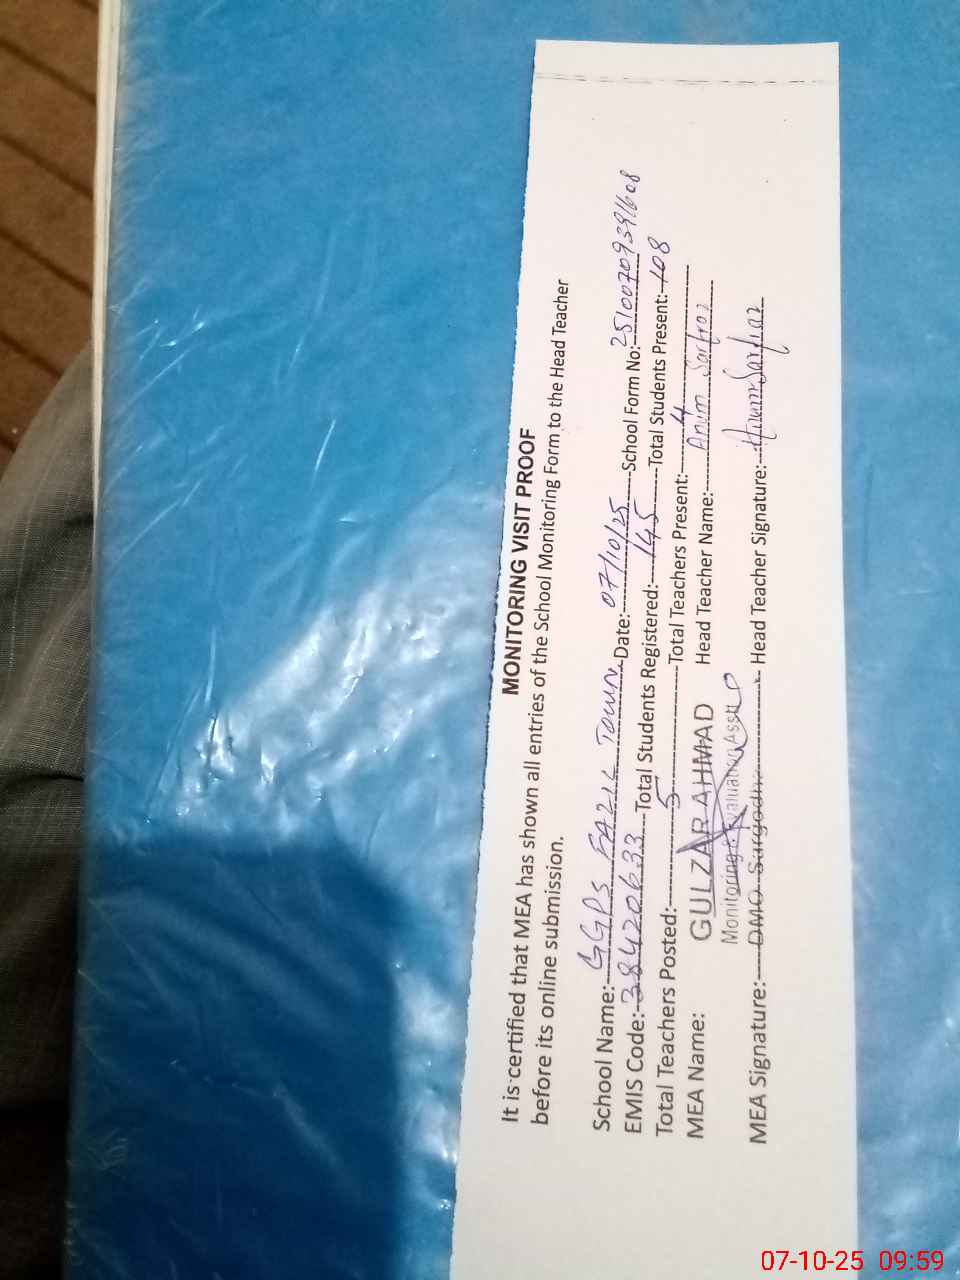 MONITORING VISIT PROOF
It is certified that MEA has shown all entries of the School Monitoring Form to the Head Teacher
before its online submission.
School Name: GGPS FAZIL TOWN Date: 07/10/25 School Form No: 251007093911608
EMIS Code: 38420633 Total Students Registered: 145 Total Students Present: 108
Total Teachers Posted: 5 Total Teachers Present: 4
MEA Name: GULZAR AHMAD Head Teacher Name: Anum Sarfraz
Monitoring & Evaluation Asstt
MEA Signature: DMO Sargodha Head Teacher Signature: Anum Sarfraz
07-10-25 09:59